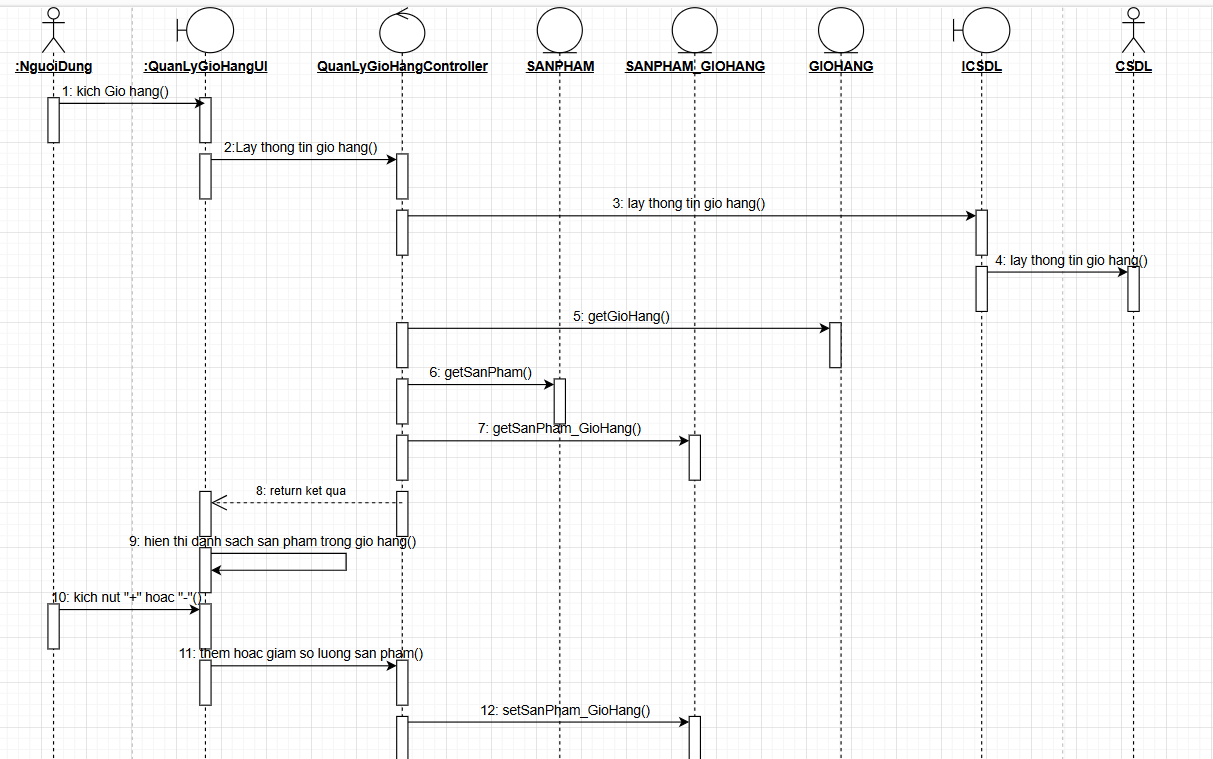 :NguoiDung
:QuanLyGioHangUI
QuanLyGioHangController
SANPHAM
SANPHAM_GIOHANG
GIOHANG
ICSDL
CSDL
1: kich Gio hang()
2:Lay thong tin gio hang()
3: lay thong tin gio hang()
4: lay thong tin gio hang()
5: getGioHang()
6: getSanPham()
7: getSanPham_GioHang()
8: return ket qua
9: hien thi danh sach san pham trong gio hang()
10: kich nut "+" hoac "-"()
11: them hoac giam so luong san pham()
12: setSanPham_GioHang()